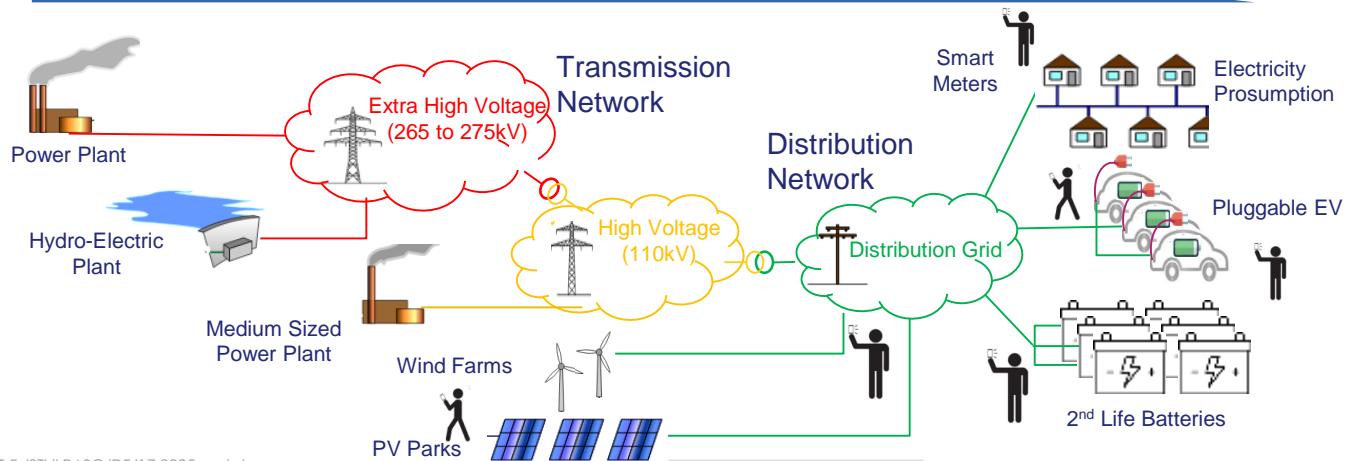 Power Plant
Hydro-Electric
Plant
Extra High Voltage
(265 to 275kV)
Transmission
Network
Medium Sized
Power Plant
High Voltage
(110kV)
Wind Farms
PV Parks
Distribution
Network
Distribution Grid
Smart
Meters
Electricity
Prosumption
Pluggable EV
2nd Life Batteries